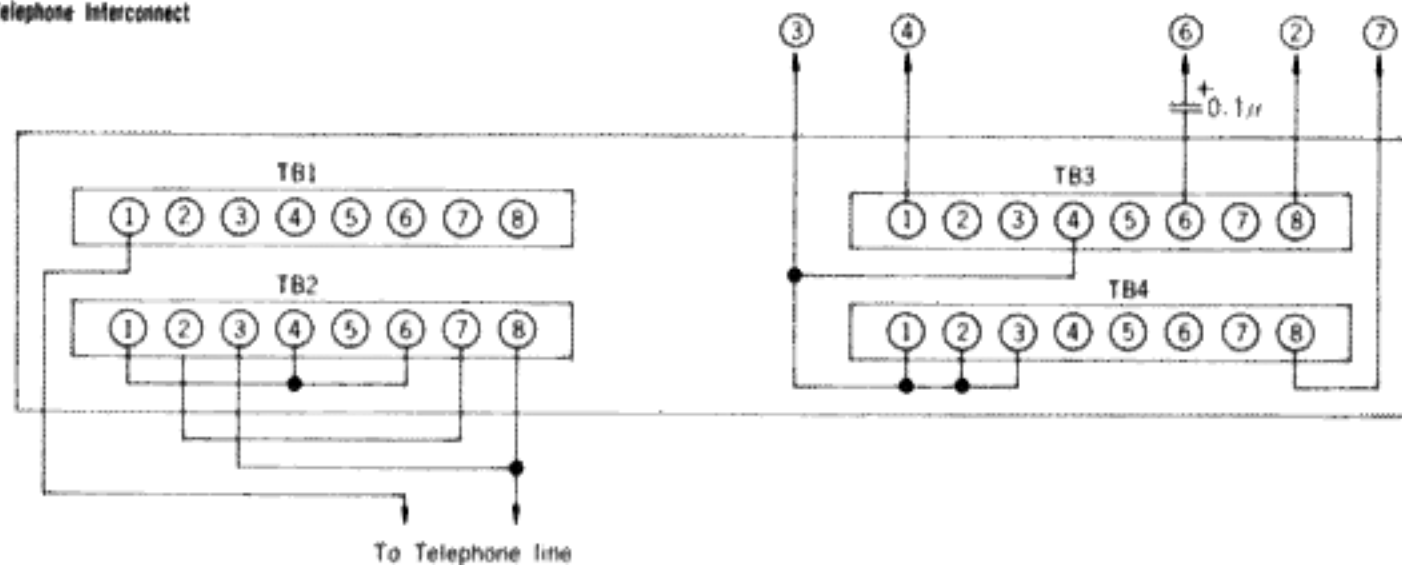 Telephone Interconnect
3 4 6 2 7
+
0.1μ
TB1
1 2 3 4 5 6 7 8
TB3
1 2 3 4 5 6 7 8
TB2
1 2 3 4 5 6 7 8
TB4
1 2 3 4 5 6 7 8
To Telephone line